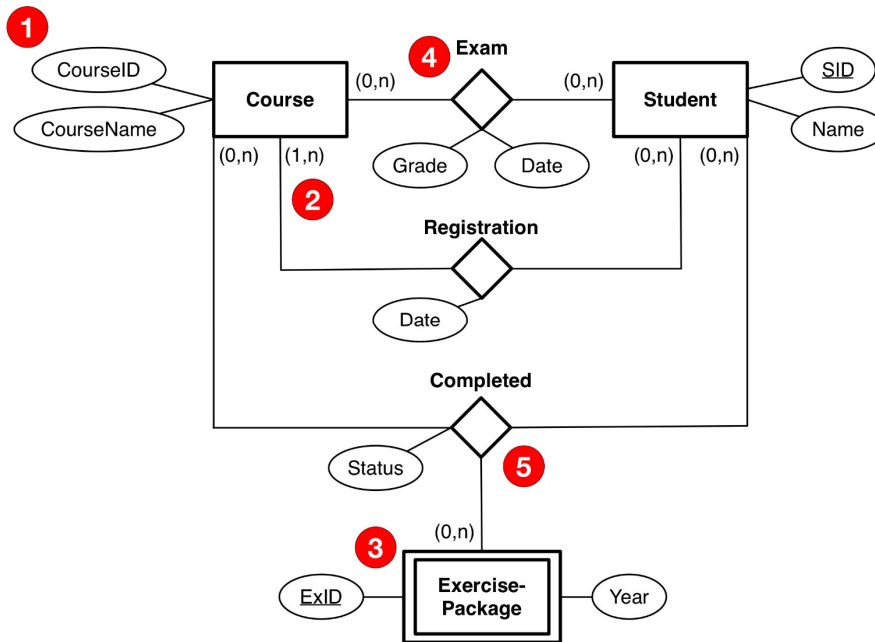 1
4
Exam
CourseID
CourseName
Course
(0,n)
(0,n)
Student
SID
Name
(0,n)
(1,n)
Grade
Date
(0,n)
(0,n)
2
Registration
Date
Completed
Status
5
(0,n)
3
ExID
Exercise-
Package
Year